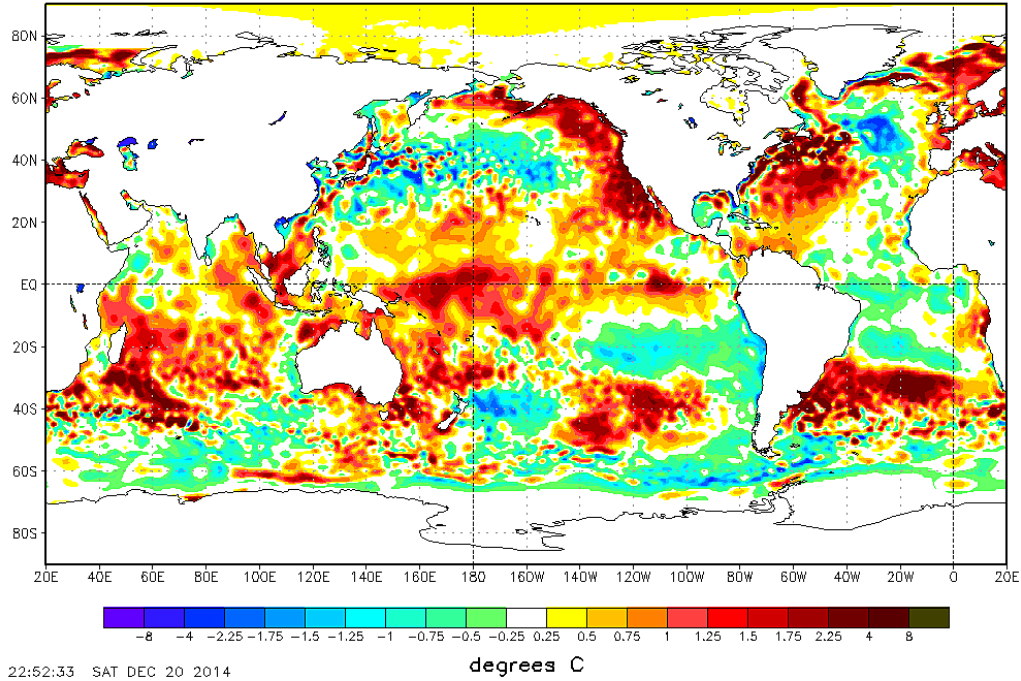 80N
60N
40N
20N
EQ
20S
40S
60S
80S
20E 40E 60E 80E 100E 120E 140E 160E 180 160W 140W 120W 100W 80W 60W 40W 20W 0 20E
-8 -4 -2.25 -1.75 -1.5 -1.25 -1 -0.75 -0.5 -0.25 0.25 0.5 0.75 1 1.25 1.5 1.75 2.25 4 8
degrees C
22:52:33 SAT DEC 20 2014